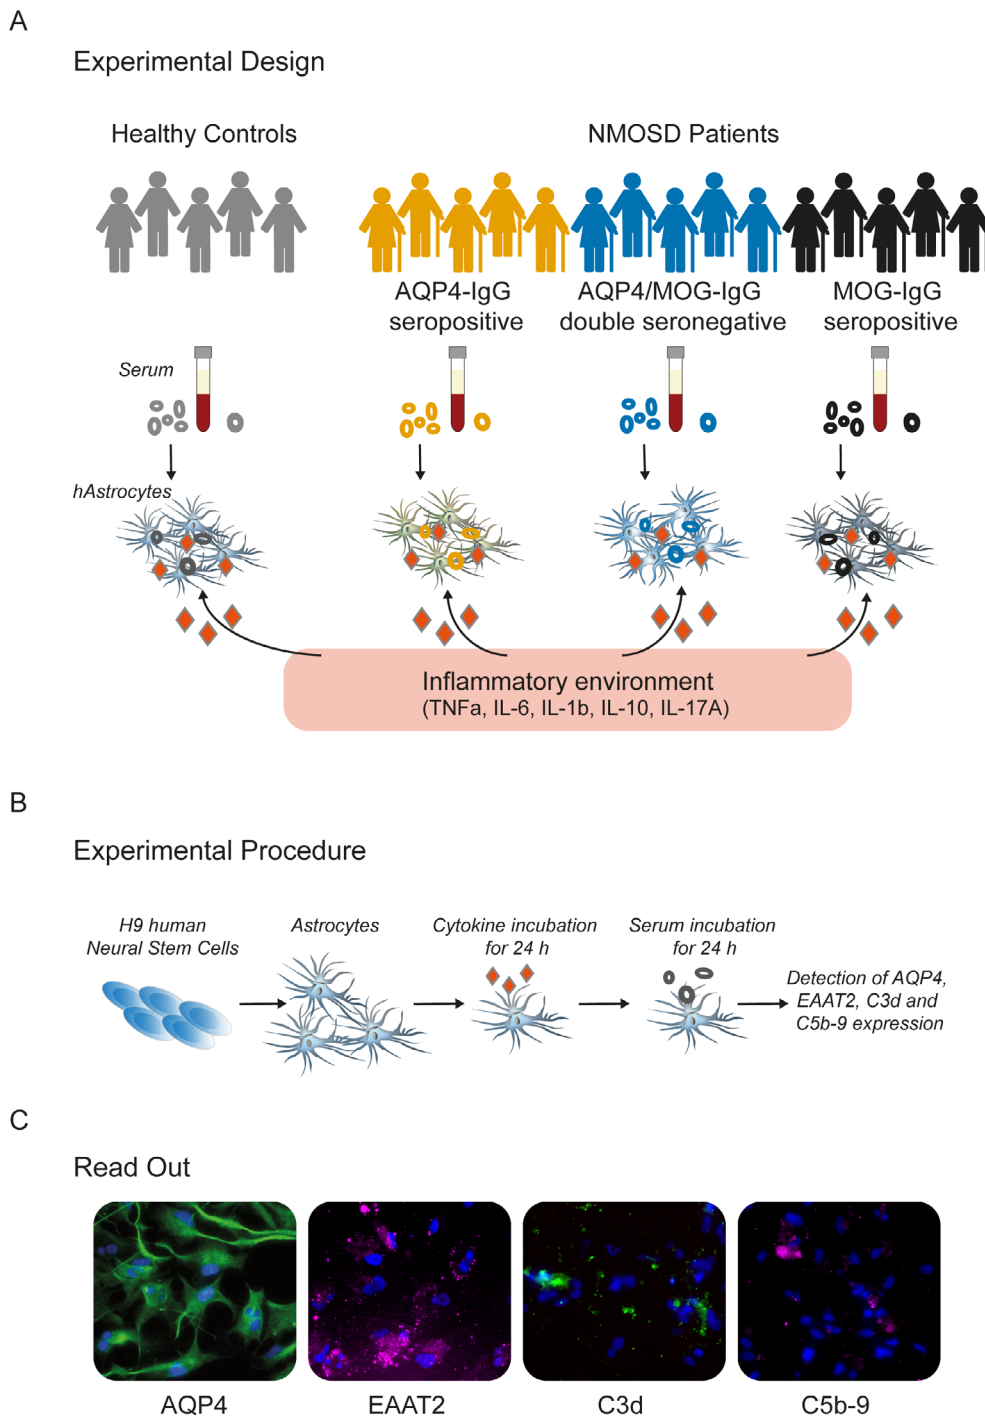 A
Experimental Design
Healthy Controls
NMOSD Patients
AQP4-IgG
seropositive
AQP4/MOG-IgG
double seronegative
MOG-IgG
seropositive
Serum
hAstrocytes
Inflammatory environment
(TNFa, IL-6, IL-1b, IL-10, IL-17A)
B
Experimental Procedure
H9 human
Neural Stem Cells
Astrocytes
Cytokine incubation
for 24 h
Serum incubation
for 24 h
Detection of AQP4,
EAAT2, C3d and
C5b-9 expression
C
Read Out
AQP4
EAAT2
C3d
C5b-9